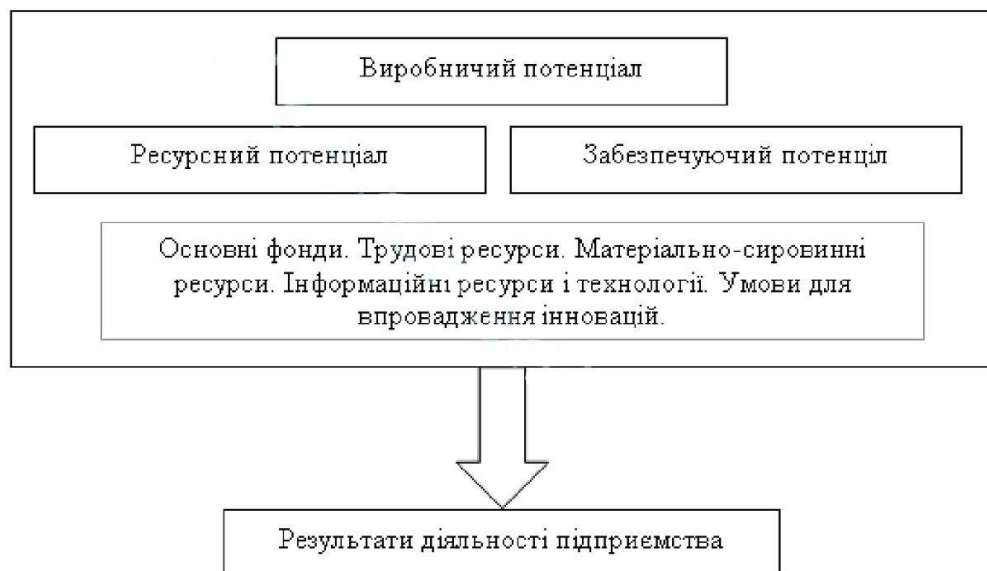 Виробничий потенціал
Ресурсний потенціал
Забезпечуючий потенціл
Основні фонди. Трудові ресурси. Матеріально-сировинні
ресурси. Інформаційні ресурси і технології. Умови для
впровадження інновацій.
Результати діяльності підприємства